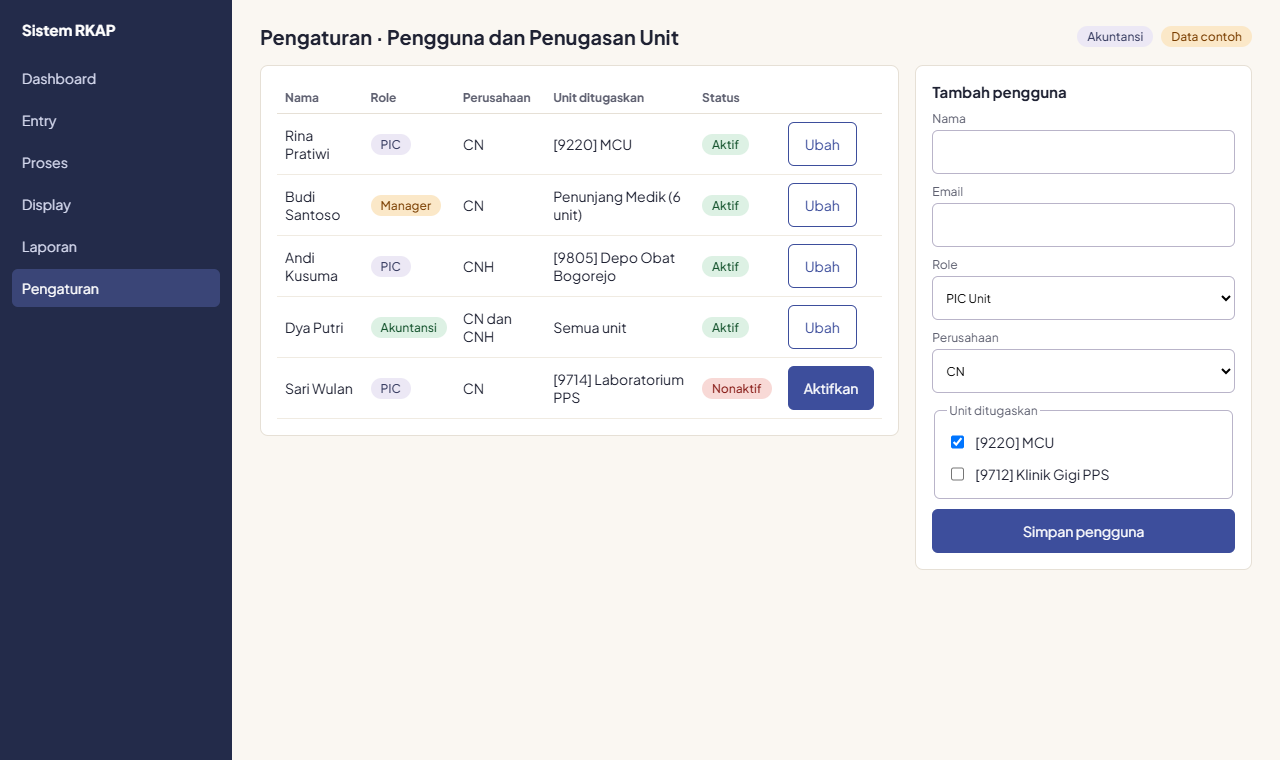 Sistem RKAP
Dashboard
Entry
Proses
Display
Laporan
Pengaturan
Pengaturan · Pengguna dan Penugasan Unit
Akuntansi
Data contoh
Nama Role Perusahaan Unit ditugaskan Status
Rina
Pratiwi
PIC
CN
[9220] MCU
Aktif
Ubah
Budi
Santoso
Manager
CN
Penunjang Medik (6
unit)
Aktif
Ubah
Andi
Kusuma
PIC
CNH
[9805] Depo Obat
Bogorejo
Aktif
Ubah
Dya Putri
Akuntansi
CN dan
CNH
Semua unit
Aktif
Ubah
Sari Wulan
PIC
CN
[9714] Laboratorium
PPS
Nonaktif
Aktifkan
Tambah pengguna
Nama
Email
Role
PIC Unit
Perusahaan
CN
Unit ditugaskan
[9220] MCU
[9712] Klinik Gigi PPS
Simpan pengguna